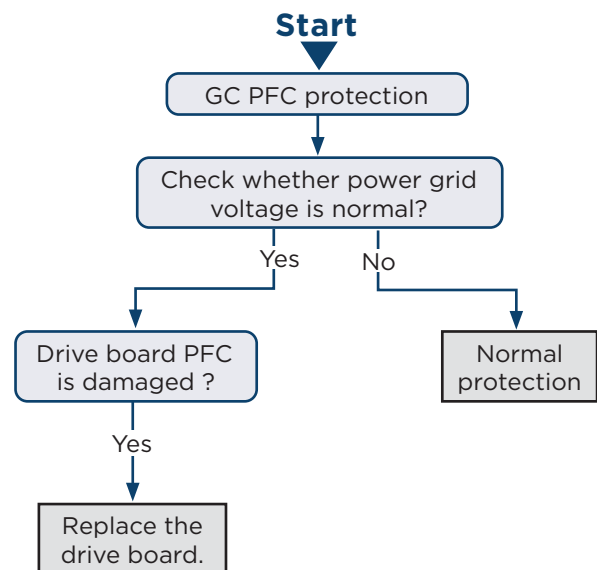 Start
GC PFC protection
Check whether power grid
voltage is normal?
Yes
No
Drive board PFC
is damaged ?
Normal
protection
Yes
Replace the
drive board.